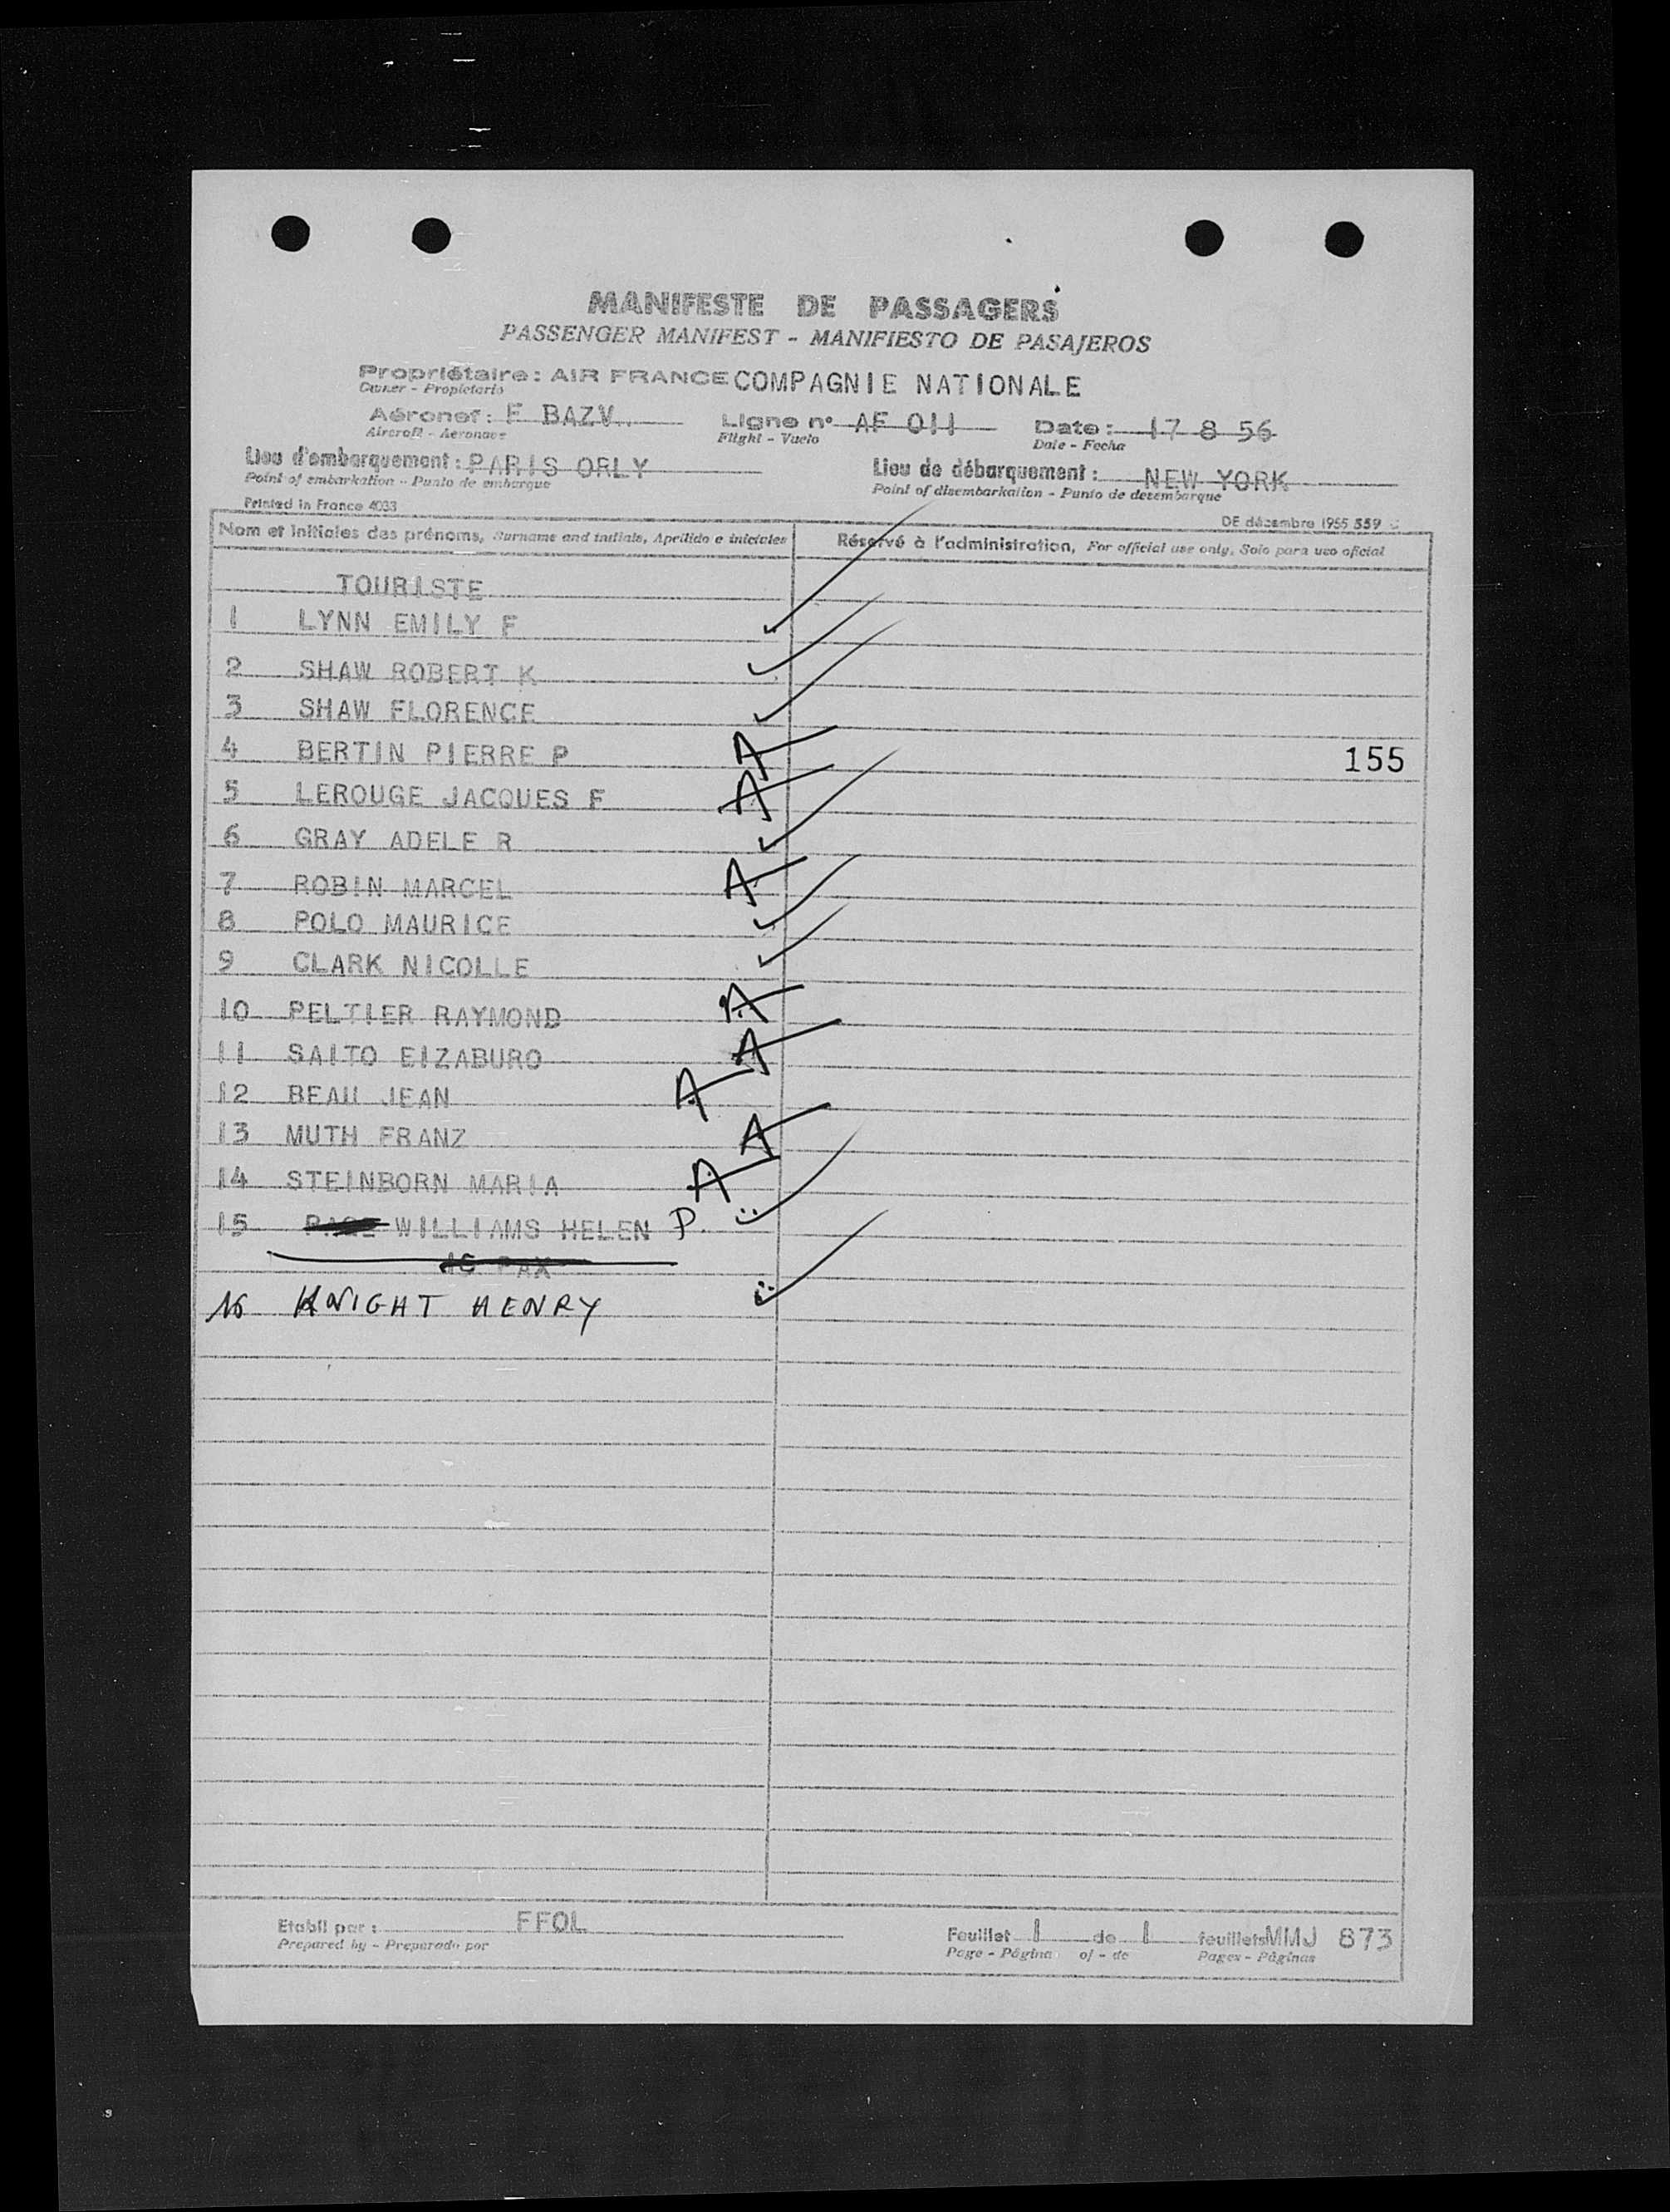 MANIFESTE DE PASSAGERS
PASSENGER MANIFEST - MANIFIESTO DE PASAJEROS
Propriétaire : AIR FRANCE COMPAGNIE NATIONALE
Owner - Propietario
Aéronef : F BAZV Ligne n° AF 011 Date : 17 8 56
Aircraft - Aeronave Flight - Vuelo Date - Fecha
Lieu d'embarquement : PARIS ORLY Lieu de débarquement : NEW YORK
Point of embarkation - Punto de embarque Point of disembarkation - Punto de desembarque
Printed in France 4033 DE décembre 1955 559
Nom et initiales des prénoms, Surname and initials, Apellido e iniciales Réservé à l'administration, For official use only, Solo para uso oficial
TOURISTE
1 LYNN EMILY F
2 SHAW ROBERT K
3 SHAW FLORENCE
4 BERTIN PIERRE P A 155
5 LEROUGE JACQUES F A
6 GRAY ADELE R
7 ROBIN MARCEL A
8 POLO MAURICE
9 CLARK NICOLLE
10 PELTIER RAYMOND A
11 SAITO EIZABURO A
12 BEAU JEAN A
13 MUTH FRANZ A
14 STEINBORN MARIA A
15 WILLIAMS HELEN P.
PAX
16 KNIGHT HENRY
Etabli par : FFOL Feuillet 1 de 1 feuillets MMJ 873
Prepared by - Preparado por Page - Página of - de Pages - Páginas